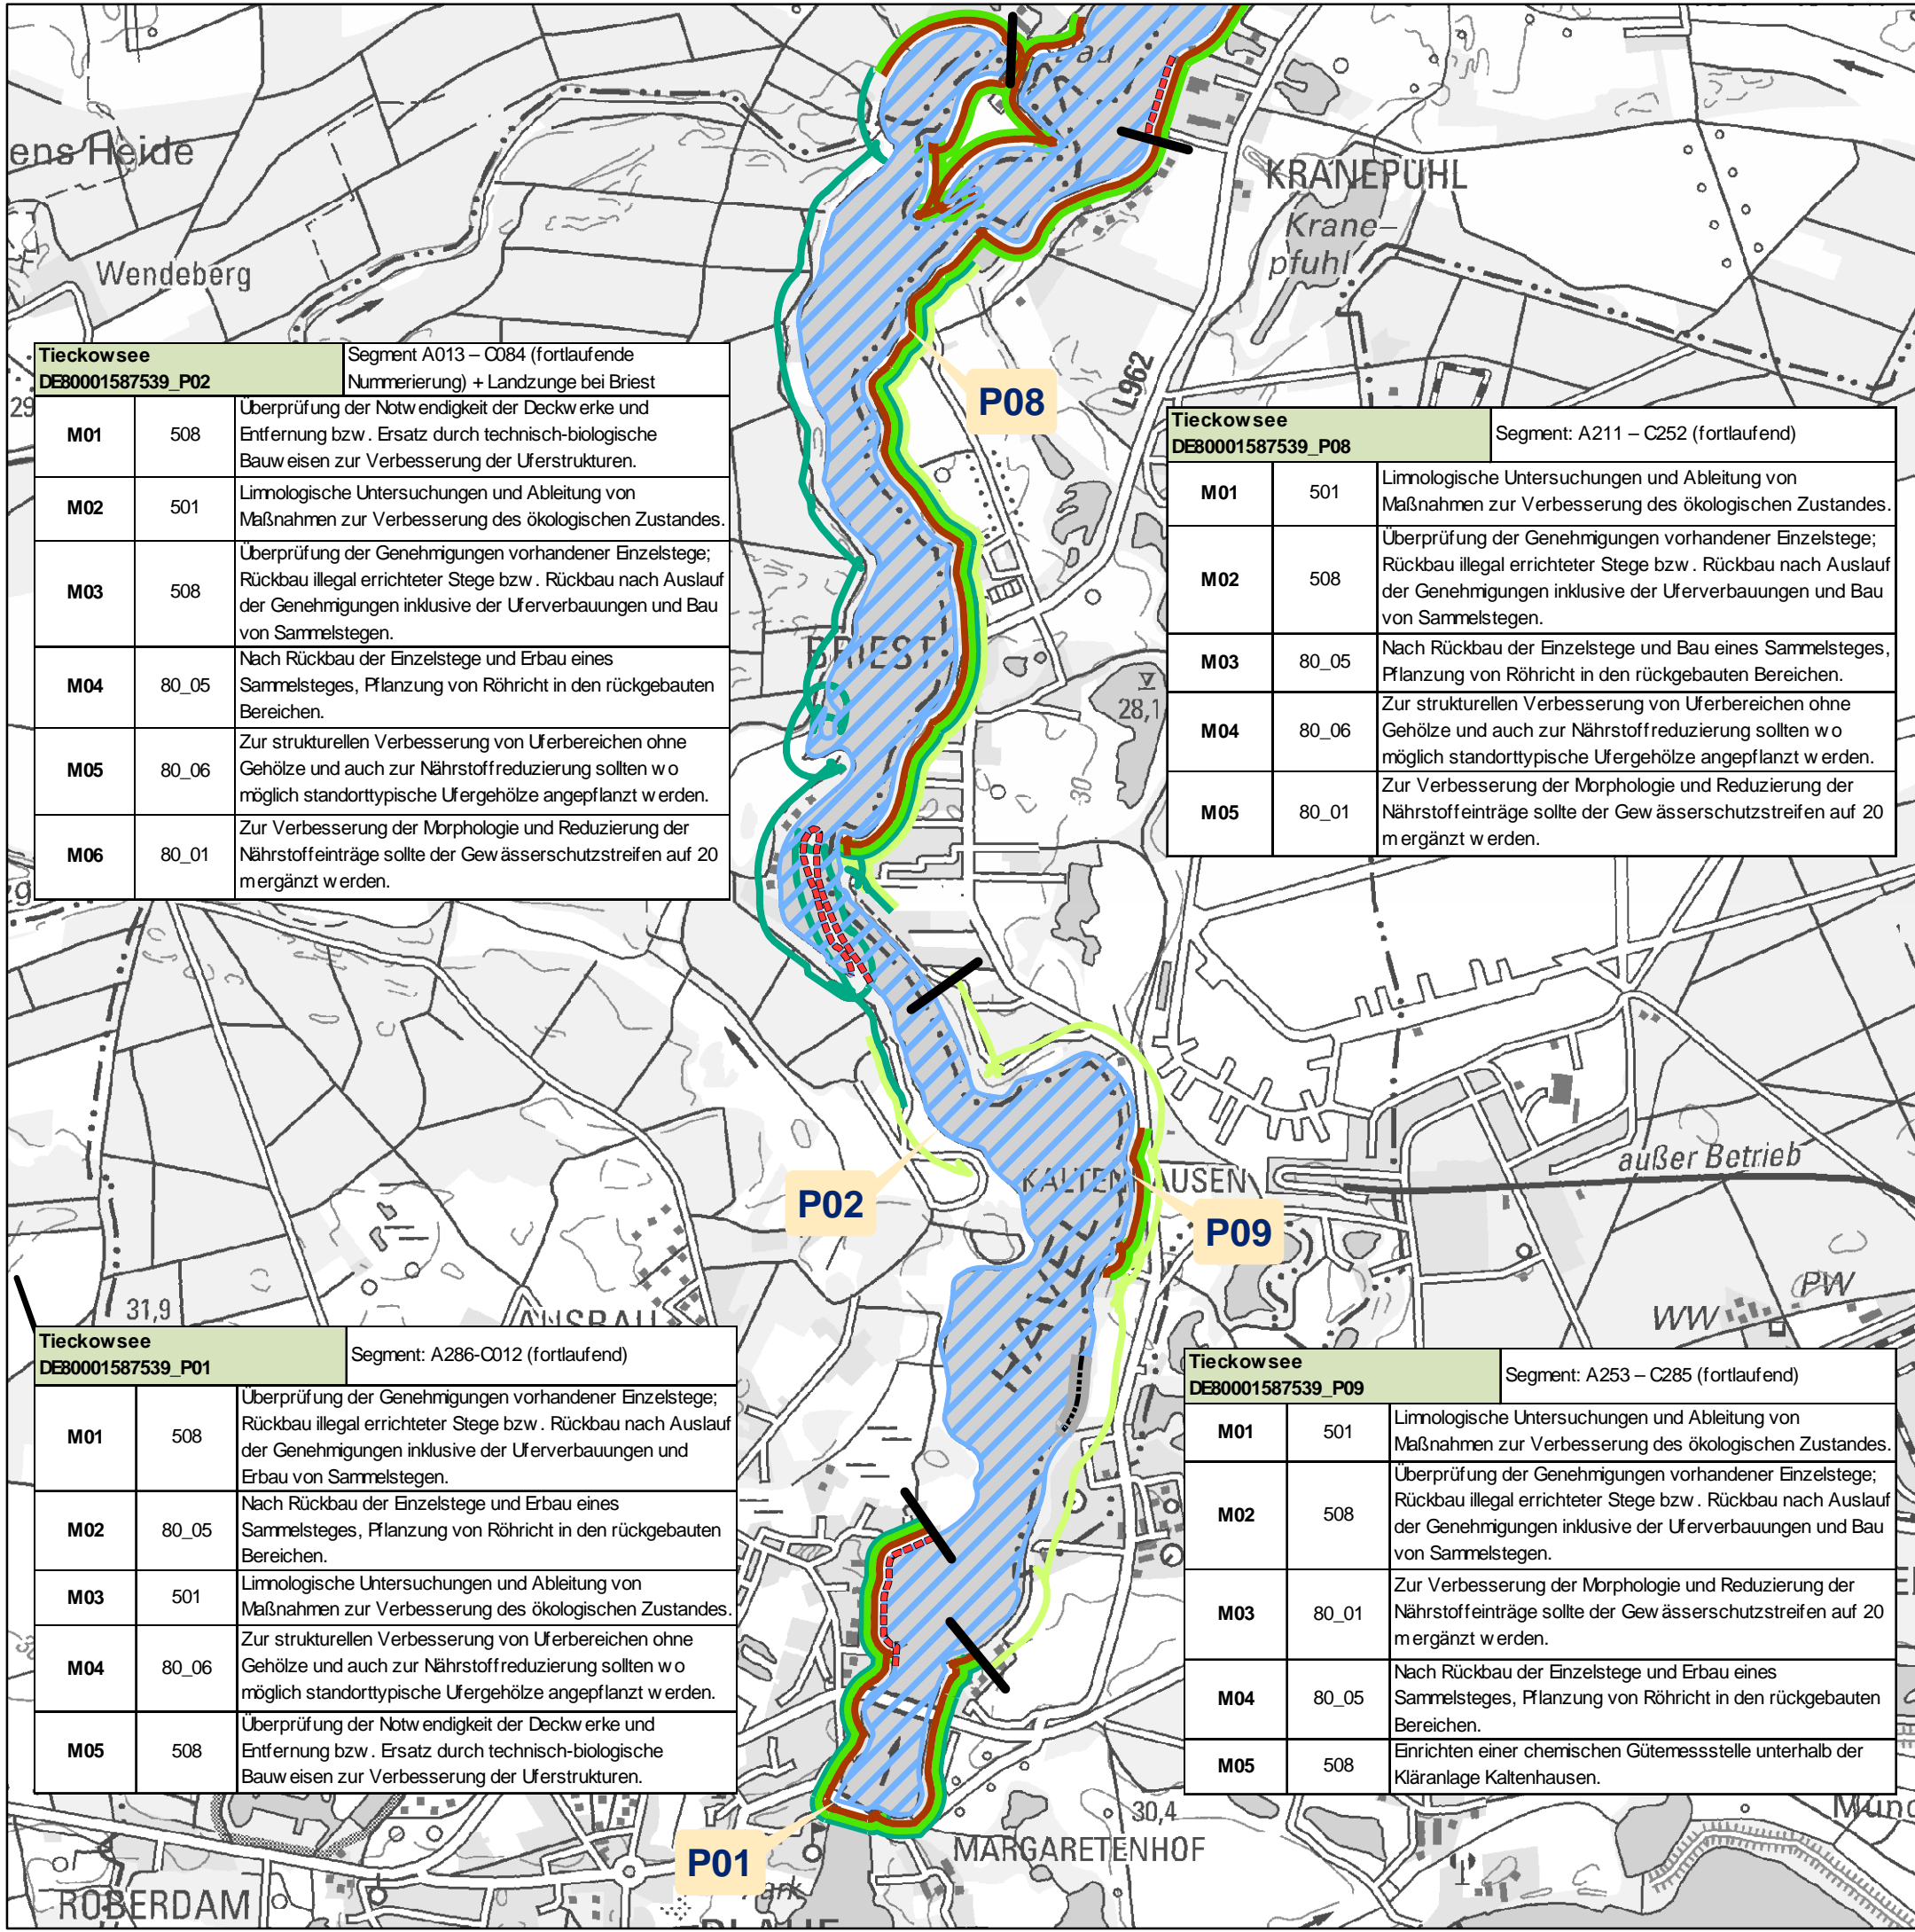 Bad
ens Heide
KRANEPUHL
Krane-
pfuhl
Wendeberg
L962
29
Tieckowsee
DE80001587539_P02
Segment A013 – C084 (fortlaufende
Nummerierung) + Landzunge bei Briest
M01 508 Überprüfung der Notwendigkeit der Deckwerke und
Entfernung bzw. Ersatz durch technisch-biologische
Bauweisen zur Verbesserung der Uferstrukturen.
M02 501 Limnologische Untersuchungen und Ableitung von
Maßnahmen zur Verbesserung des ökologischen Zustandes.
M03 508 Überprüfung der Genehmigungen vorhandener Einzelstege;
Rückbau illegal errichteter Stege bzw. Rückbau nach Auslauf
der Genehmigungen inklusive der Uferverbauungen und Bau
von Sammelstegen.
M04 80_05 Nach Rückbau der Einzelstege und Erbau eines
Sammelsteges, Pflanzung von Röhricht in den rückgebauten
Bereichen.
M05 80_06 Zur strukturellen Verbesserung von Uferbereichen ohne
Gehölze und auch zur Nährstoffreduzierung sollten wo
möglich standorttypische Ufergehölze angepflanzt werden.
M06 80_01 Zur Verbesserung der Morphologie und Reduzierung der
Nährstoffeinträge sollte der Gewässerschutzstreifen auf 20
m ergänzt werden.
P08
Tieckowsee
DE80001587539_P08
Segment: A211 – C252 (fortlaufend)
M01 501 Limnologische Untersuchungen und Ableitung von
Maßnahmen zur Verbesserung des ökologischen Zustandes.
M02 508 Überprüfung der Genehmigungen vorhandener Einzelstege;
Rückbau illegal errichteter Stege bzw. Rückbau nach Auslauf
der Genehmigungen inklusive der Uferverbauungen und Bau
von Sammelstegen.
M03 80_05 Nach Rückbau der Einzelstege und Bau eines Sammelsteges,
Pflanzung von Röhricht in den rückgebauten Bereichen.
M04 80_06 Zur strukturellen Verbesserung von Uferbereichen ohne
Gehölze und auch zur Nährstoffreduzierung sollten wo
möglich standorttypische Ufergehölze angepflanzt werden.
M05 80_01 Zur Verbesserung der Morphologie und Reduzierung der
Nährstoffeinträge sollte der Gewässerschutzstreifen auf 20
m ergänzt werden.
BRIEST
28,1
30
P02
KALTENHAUSEN
P09
außer Betrieb
HAVEL
WW
PW
31,9
AUSBAU
Tieckowsee
DE80001587539_P01
Segment: A286-C012 (fortlaufend)
M01 508 Überprüfung der Genehmigungen vorhandener Einzelstege;
Rückbau illegal errichteter Stege bzw. Rückbau nach Auslauf
der Genehmigungen inklusive der Uferverbauungen und
Erbau von Sammelstegen.
M02 80_05 Nach Rückbau der Einzelstege und Erbau eines
Sammelsteges, Pflanzung von Röhricht in den rückgebauten
Bereichen.
M03 501 Limnologische Untersuchungen und Ableitung von
Maßnahmen zur Verbesserung des ökologischen Zustandes.
M04 80_06 Zur strukturellen Verbesserung von Uferbereichen ohne
Gehölze und auch zur Nährstoffreduzierung sollten wo
möglich standorttypische Ufergehölze angepflanzt werden.
M05 508 Überprüfung der Notwendigkeit der Deckwerke und
Entfernung bzw. Ersatz durch technisch-biologische
Bauweisen zur Verbesserung der Uferstrukturen.
Tieckowsee
DE80001587539_P09
Segment: A253 – C285 (fortlaufend)
M01 501 Limnologische Untersuchungen und Ableitung von
Maßnahmen zur Verbesserung des ökologischen Zustandes.
M02 508 Überprüfung der Genehmigungen vorhandener Einzelstege;
Rückbau illegal errichteter Stege bzw. Rückbau nach Auslauf
der Genehmigungen inklusive der Uferverbauungen und Bau
von Sammelstegen.
M03 80_01 Zur Verbesserung der Morphologie und Reduzierung der
Nährstoffeinträge sollte der Gewässerschutzstreifen auf 20
m ergänzt werden.
M04 80_05 Nach Rückbau der Einzelstege und Erbau eines
Sammelsteges, Pflanzung von Röhricht in den rückgebauten
Bereichen.
M05 508 Einrichten einer chemischen Gütemessstelle unterhalb der
Kläranlage Kaltenhausen.
30,4
P01
MARGARETENHOF
Park
ROBERDAM